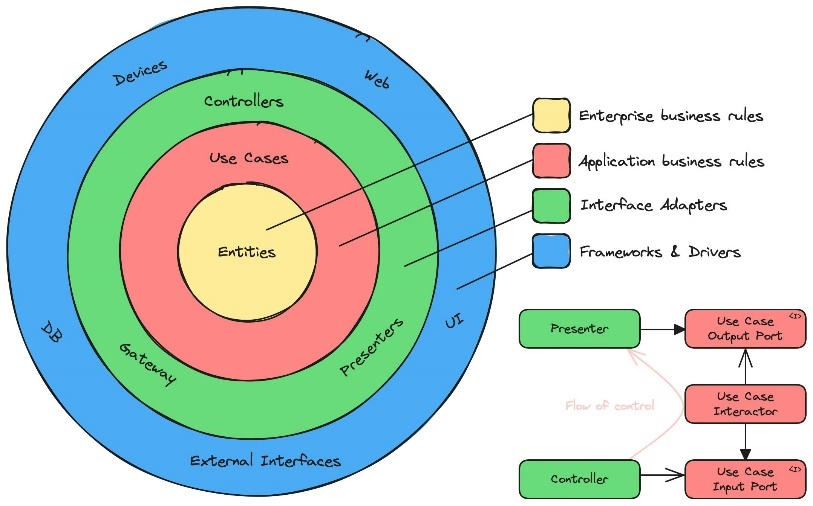 Devices
Web
Controllers
Use Cases
Entities
DB
Gateway
Presenters
UI
External Interfaces
Enterprise business rules
Application business rules
Interface Adapters
Frameworks & Drivers
Presenter
Use Case
Output Port
<I>
Flow of control
Use Case
Interactor
Controller
Use Case
Input Port
<I>